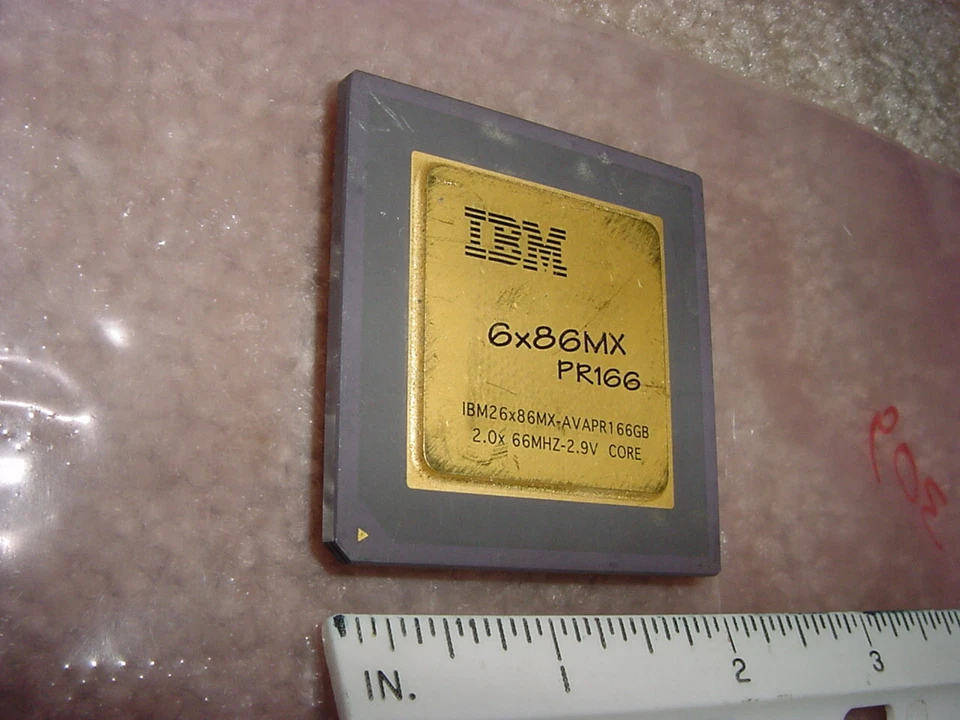 IBM
6x86MX
PR166
IBM26x86MX-AVAPR166GB
2.0x 66MHZ-2.9V CORE
IN. 1 2 3